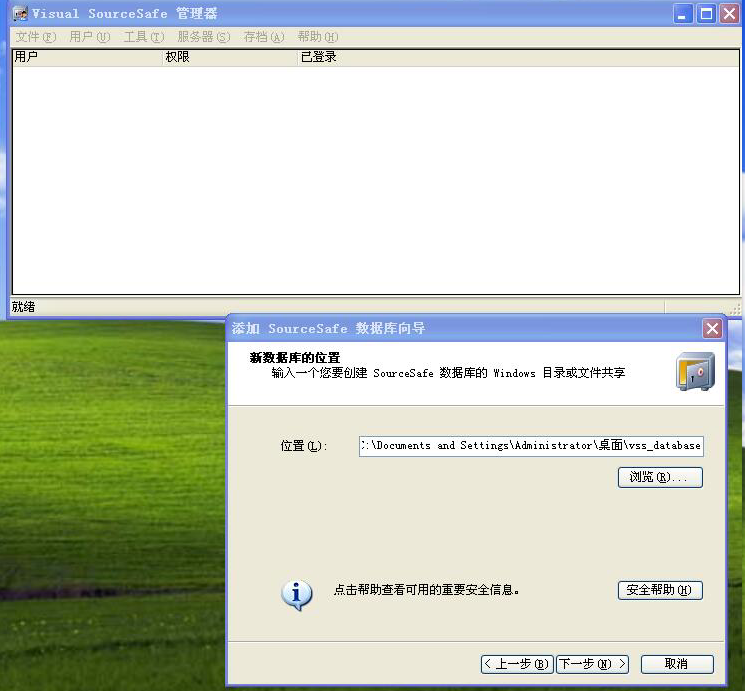 Visual SourceSafe 管理器
文件(F) 用户(U) 工具(T) 服务器(S) 存档(A) 帮助(H)
用户 权限 已登录
就绪
添加 SourceSafe 数据库向导
新数据库的位置
输入一个您要创建 SourceSafe 数据库的 Windows 目录或文件共享
位置(L): :\Documents and Settings\Administrator\桌面\vss_database
浏览(R)...
点击帮助查看可用的重要安全信息。 安全帮助(H)
< 上一步(B) 下一步(N) > 取消